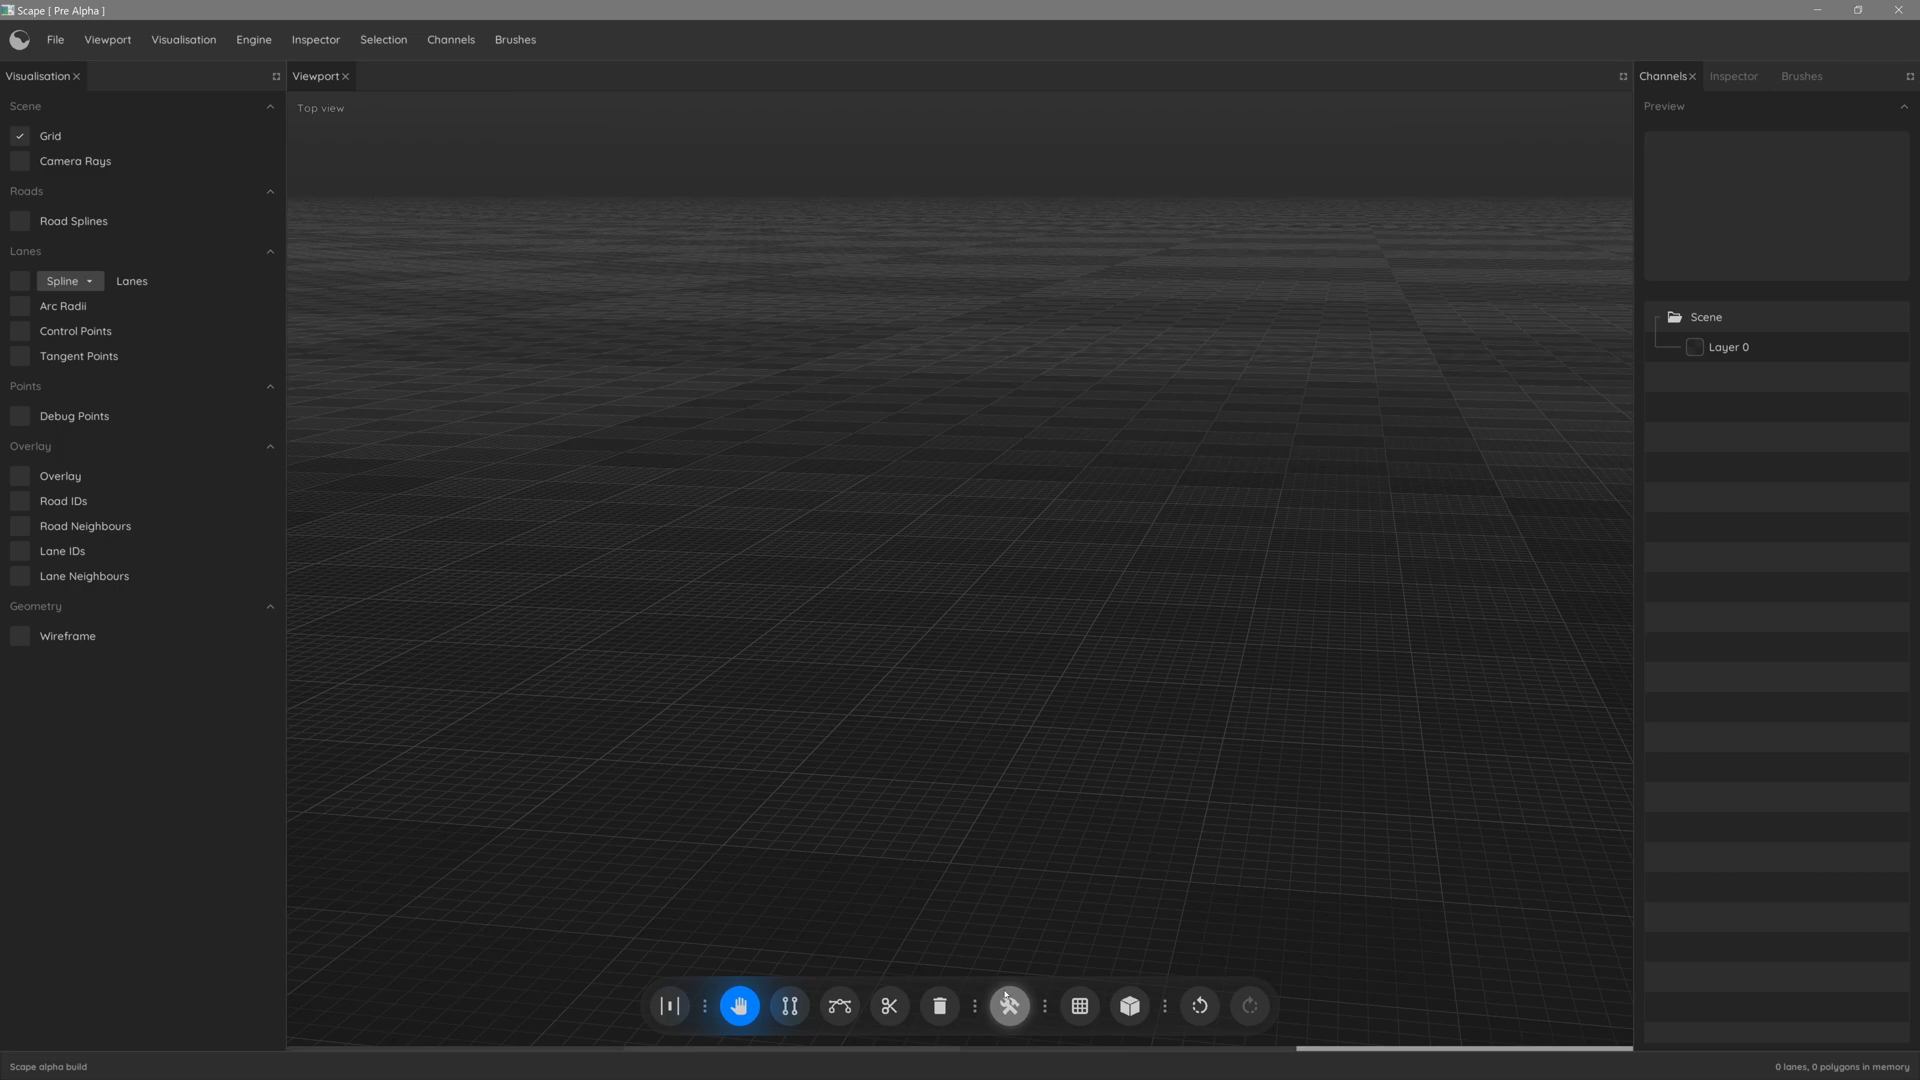 Scape [ Pre Alpha ]
File Viewport Visualisation Engine Inspector Selection Channels Brushes
Visualisation
Scene
Grid
Camera Rays
Roads
Road Splines
Lanes
Spline Lanes
Arc Radii
Control Points
Tangent Points
Points
Debug Points
Overlay
Overlay
Road IDs
Road Neighbours
Lane IDs
Lane Neighbours
Geometry
Wireframe
Viewport
Top view
Channels Inspector Brushes
Preview
Scene
Layer 0
Scape alpha build
0 lanes, 0 polygons in memory